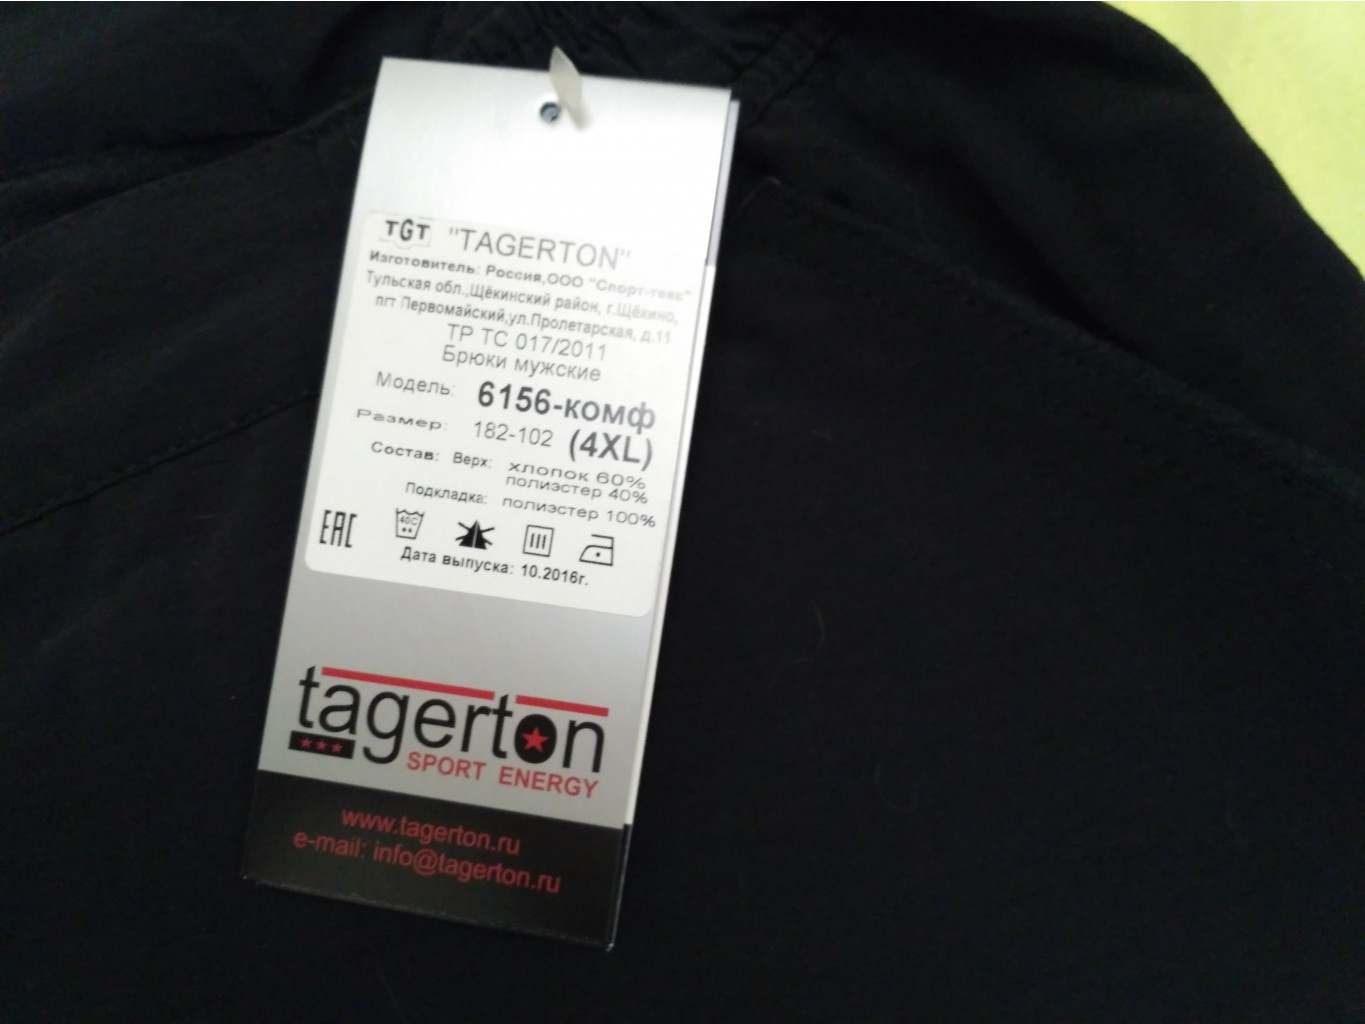 TGT "TAGERTON"
Изготовитель: Россия,ООО "Спорт-текс"
Тульская обл.,Щёкинский район, г.Щёкино,
пгт Первомайский,ул.Пролетарская, д.11
ТР ТС 017/2011
Брюки мужские
Модель: 6156-комф
Размер: 182-102 (4XL)
Состав: Верх: хлопок 60%
полиэстер 40%
Подкладка: полиэстер 100%
EAC 40C
Дата выпуска: 10.2016г.
tagerton
SPORT ENERGY
www.tagerton.ru
e-mail: info@tagerton.ru